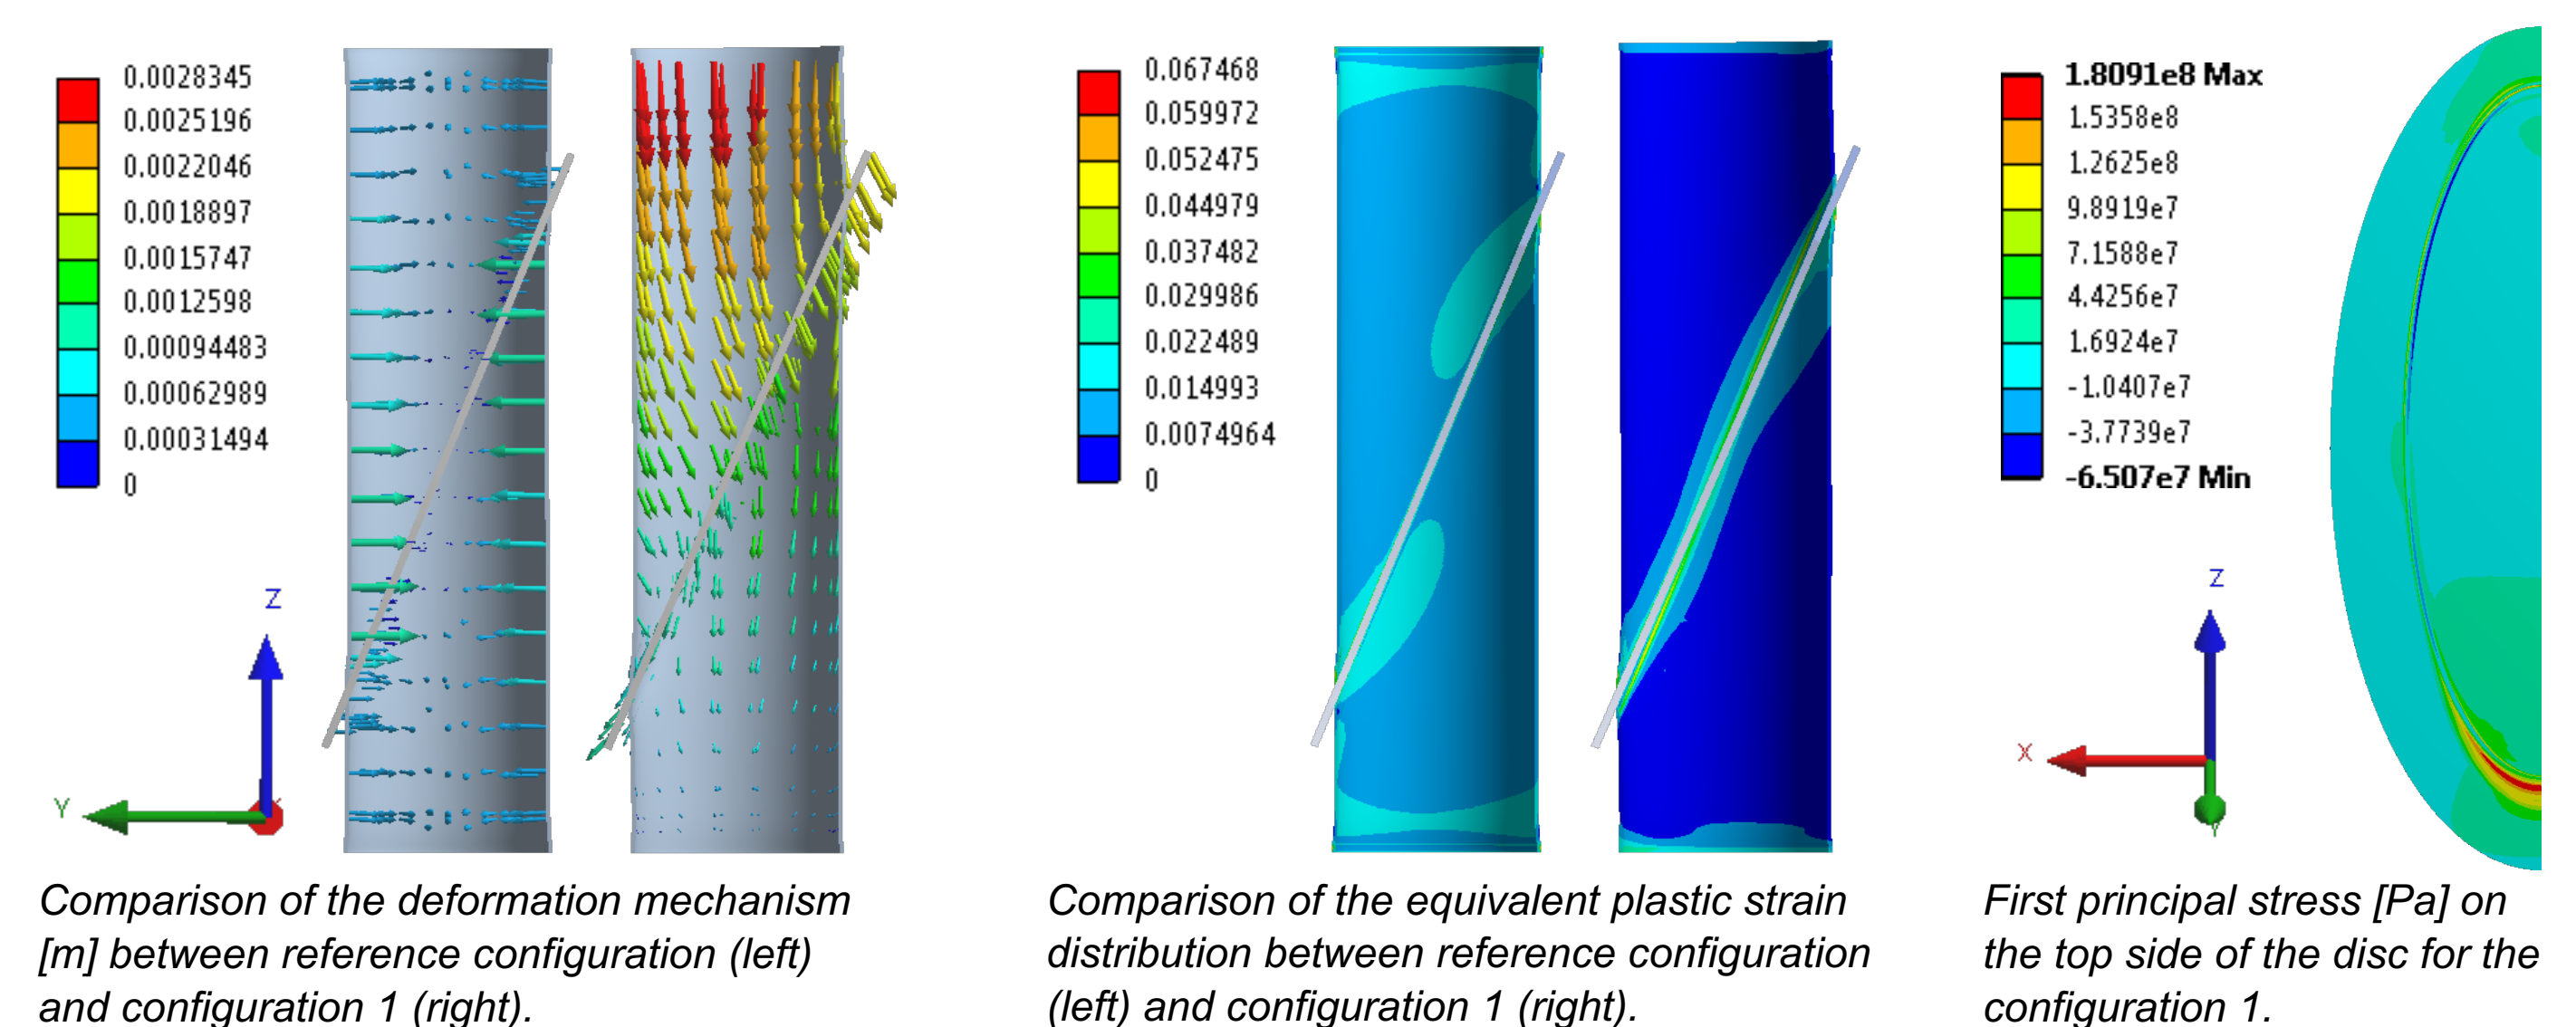 0.0028345
0.0025196
0.0022046
0.0018897
0.0015747
0.0012598
0.00094483
0.00062989
0.00031494
0
Z
Y
Comparison of the deformation mechanism
[m] between reference configuration (left)
and configuration 1 (right).
0.067468
0.059972
0.052475
0.044979
0.037482
0.029986
0.022489
0.014993
0.0074964
0
Comparison of the equivalent plastic strain
distribution between reference configuration
(left) and configuration 1 (right).
1.8091e8 Max
1.5358e8
1.2625e8
9.8919e7
7.1588e7
4.4256e7
1.6924e7
-1.0407e7
-3.7739e7
-6.507e7 Min
Z
X
Y
First principal stress [Pa] on
the top side of the disc for the
configuration 1.